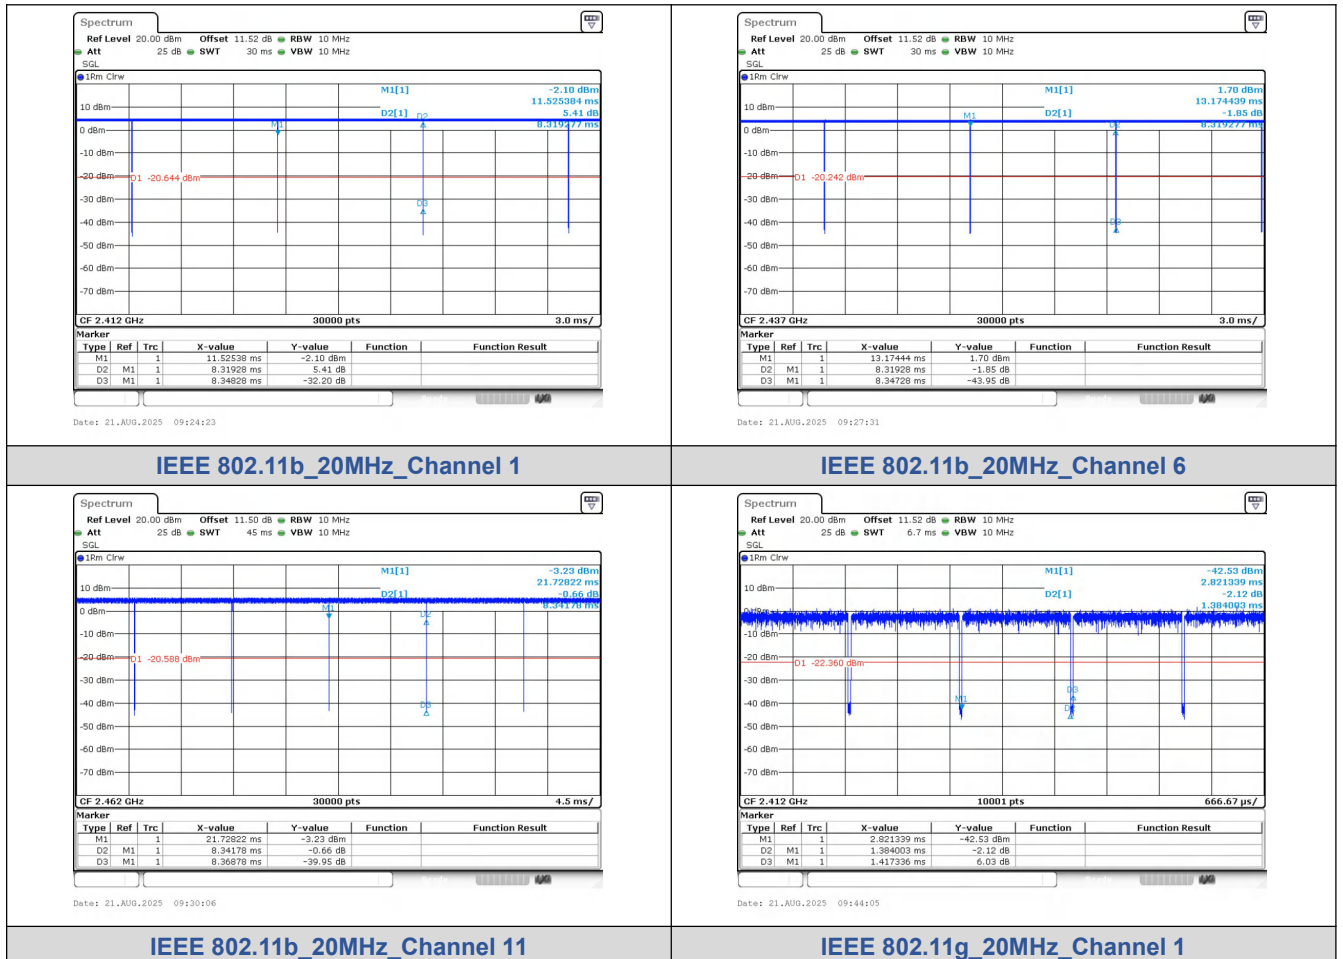 Spectrum
Ref Level 20.00 dBm Offset 11.52 dB RBW 10 MHz
Att 25 dB SWT 30 ms VBW 10 MHz
SGL
1Rm Clrw
M1[1] -2.10 dBm
11.525384 ms
D2[1] 5.41 dB
8.319277 ms
10 dBm
0 dBm
-10 dBm
-20 dBm
D1 -20.644 dBm
-30 dBm
-40 dBm
-50 dBm
-60 dBm
-70 dBm
M1
D2
D3
CF 2.412 GHz 30000 pts 3.0 ms/
Marker
Type Ref Trc X-value Y-value Function Function Result
M1 1 11.52538 ms -2.10 dBm
D2 M1 1 8.31928 ms 5.41 dB
D3 M1 1 8.34828 ms -32.20 dB
Date: 21.AUG.2025 09:24:23
IEEE 802.11b_20MHz_Channel 1
Spectrum
Ref Level 20.00 dBm Offset 11.52 dB RBW 10 MHz
Att 25 dB SWT 30 ms VBW 10 MHz
SGL
1Rm Clrw
M1[1] 1.70 dBm
13.174439 ms
D2[1] -1.85 dB
8.319277 ms
10 dBm
0 dBm
-10 dBm
-20 dBm
D1 -20.242 dBm
-30 dBm
-40 dBm
-50 dBm
-60 dBm
-70 dBm
M1
D2
D3
CF 2.437 GHz 30000 pts 3.0 ms/
Marker
Type Ref Trc X-value Y-value Function Function Result
M1 1 13.17444 ms 1.70 dBm
D2 M1 1 8.31928 ms -1.85 dB
D3 M1 1 8.34728 ms -43.95 dB
Date: 21.AUG.2025 09:27:31
IEEE 802.11b_20MHz_Channel 6
Spectrum
Ref Level 20.00 dBm Offset 11.50 dB RBW 10 MHz
Att 25 dB SWT 45 ms VBW 10 MHz
SGL
1Rm Clrw
M1[1] -3.23 dBm
21.72822 ms
D2[1] -0.66 dB
8.34178 ms
10 dBm
0 dBm
-10 dBm
-20 dBm
D1 -20.588 dBm
-30 dBm
-40 dBm
-50 dBm
-60 dBm
-70 dBm
M1
D2
D3
CF 2.462 GHz 30000 pts 4.5 ms/
Marker
Type Ref Trc X-value Y-value Function Function Result
M1 1 21.72822 ms -3.23 dBm
D2 M1 1 8.34178 ms -0.66 dB
D3 M1 1 8.36878 ms -39.95 dB
Date: 21.AUG.2025 09:30:06
IEEE 802.11b_20MHz_Channel 11
Spectrum
Ref Level 20.00 dBm Offset 11.52 dB RBW 10 MHz
Att 25 dB SWT 6.7 ms VBW 10 MHz
SGL
1Rm Clrw
M1[1] -42.53 dBm
2.821339 ms
D2[1] -2.12 dB
1.384003 ms
10 dBm
0 dBm
-10 dBm
-20 dBm
D1 -22.360 dBm
-30 dBm
-40 dBm
-50 dBm
-60 dBm
-70 dBm
M1
D3
CF 2.412 GHz 10001 pts 666.67 µs/
Marker
Type Ref Trc X-value Y-value Function Function Result
M1 1 2.821339 ms -42.53 dBm
D2 M1 1 1.384003 ms -2.12 dB
D3 M1 1 1.417336 ms 6.03 dB
Date: 21.AUG.2025 09:44:05
IEEE 802.11g_20MHz_Channel 1